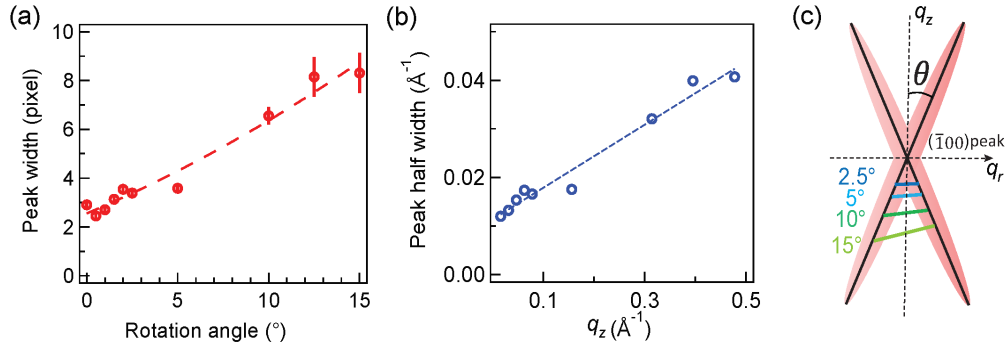 (a)
10
8
6
4
2
0
Peak width (pixel)
0
5
10
15
Rotation angle (°)
(b)
0.04
0.02
0.00
Peak half width (Å⁻¹)
0.1
0.3
0.5
q_z (Å⁻¹)
(c)
q_z
θ
(1̄00) peak
q_r
2.5°
5°
10°
15°